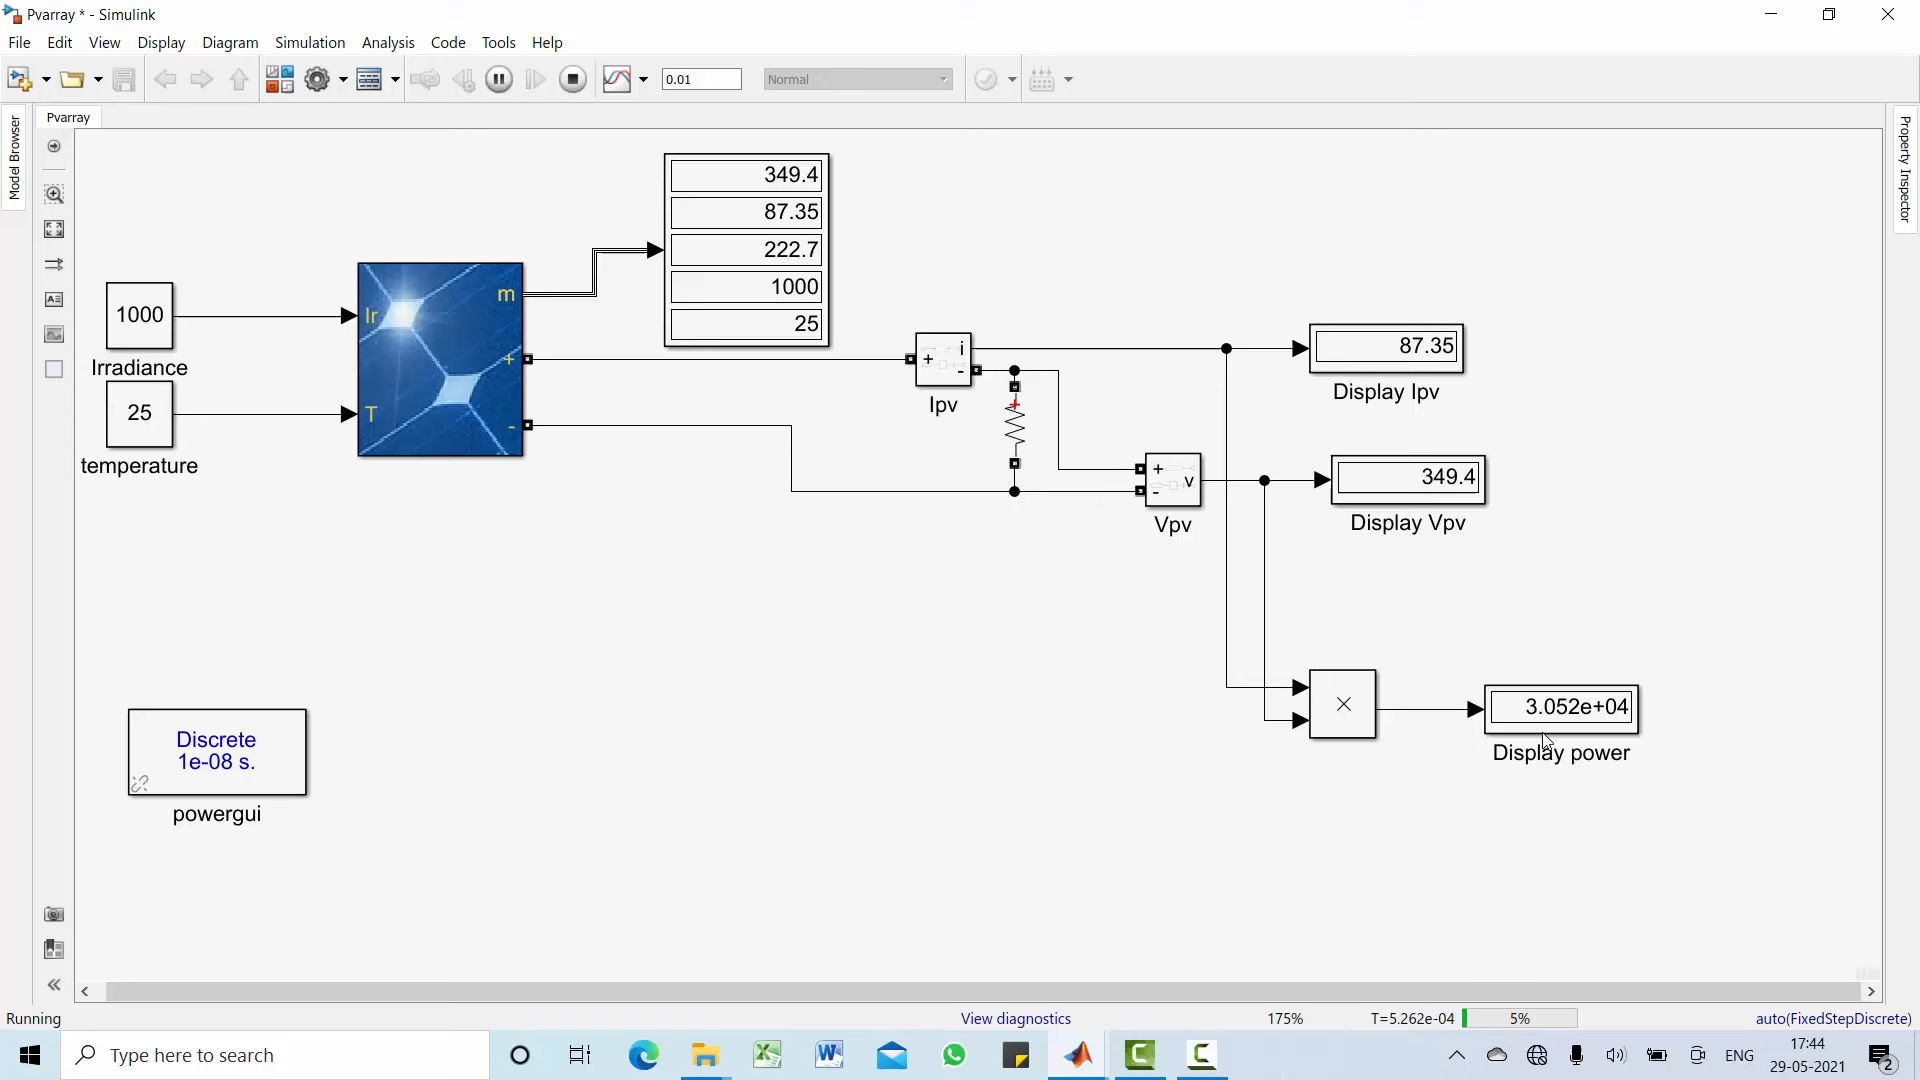 Pvarray * - Simulink
File Edit View Display Diagram Simulation Analysis Code Tools Help
0.01
Normal
Model Browser
Pvarray
Property Inspector
349.4
87.35
222.7
1000
25
1000
Irradiance
25
temperature
Ir
T
m
+
-
+ i
-
Ipv
+
-
v
Vpv
87.35
Display Ipv
349.4
Display Vpv
×
3.052e+04
Display power
Discrete
1e-08 s.
powergui
Running
View diagnostics
175%
T=5.262e-04
5%
auto(FixedStepDiscrete)
Type here to search
ENG
17:44
29-05-2021
2